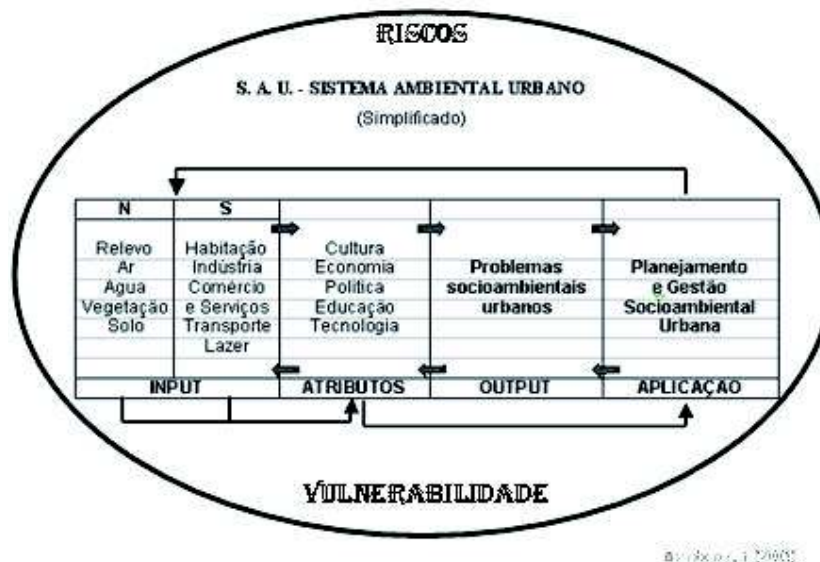 RISCOS
S. A. U. - SISTEMA AMBIENTAL URBANO
(Simplificado)
N
S
Relevo
Ar
Agua
Vegetação
Solo
Habitação
Indústria
Comércio
e Serviços
Transporte
Lazer
Cultura
Economia
Politica
Educação
Tecnologia
Problemas
socioambientais
urbanos
Planejamento
e Gestão
Socioambiental
Urbana
INPUT
ATRIBUTOS
OUTPUT
APLICAÇÃO
VULNERABILIDADE